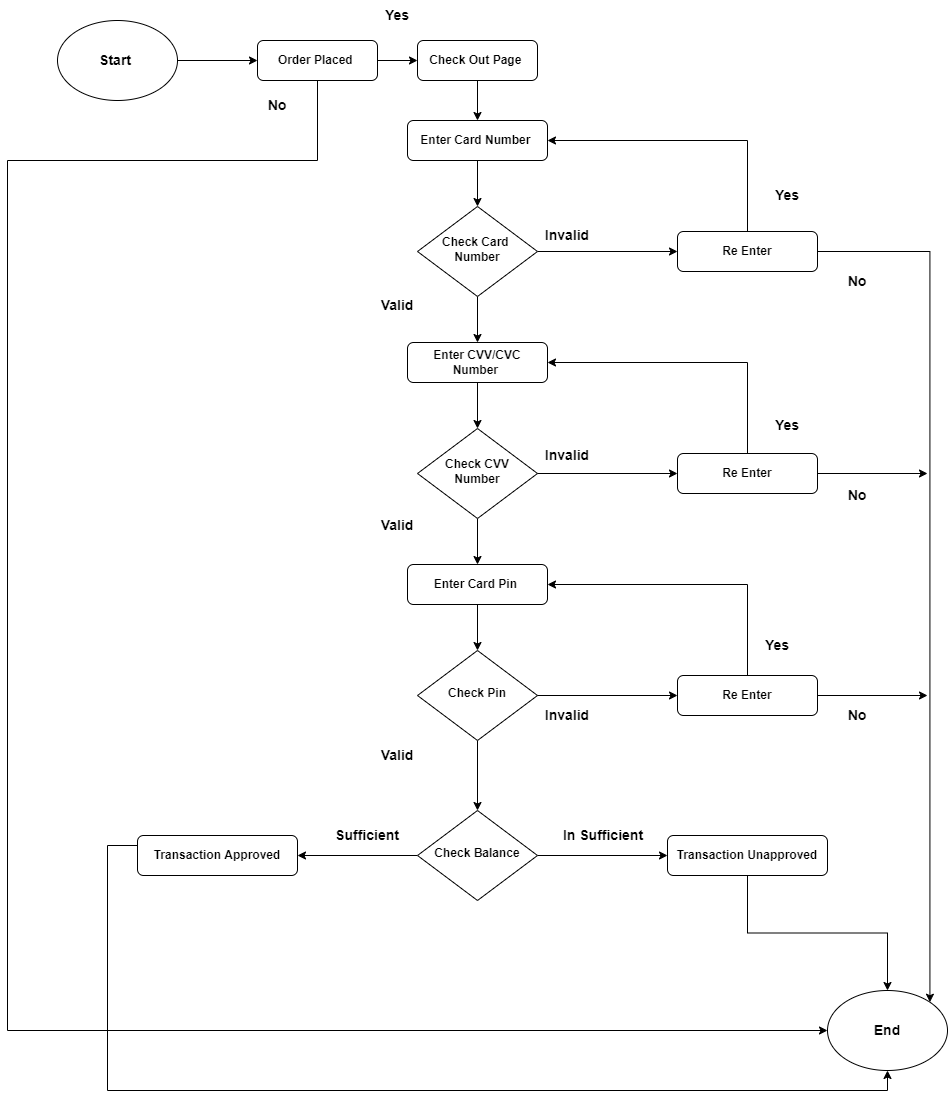 Yes
Start
Order Placed
Check Out Page
No
Enter Card Number
Yes
Check Card
Number
Invalid
Re Enter
No
Valid
Enter CVV/CVC
Number
Yes
Check CVV
Number
Invalid
Re Enter
No
Valid
Enter Card Pin
Yes
Check Pin
Invalid
Re Enter
No
Valid
Sufficient
In Sufficient
Transaction Approved
Check Balance
Transaction Unapproved
End